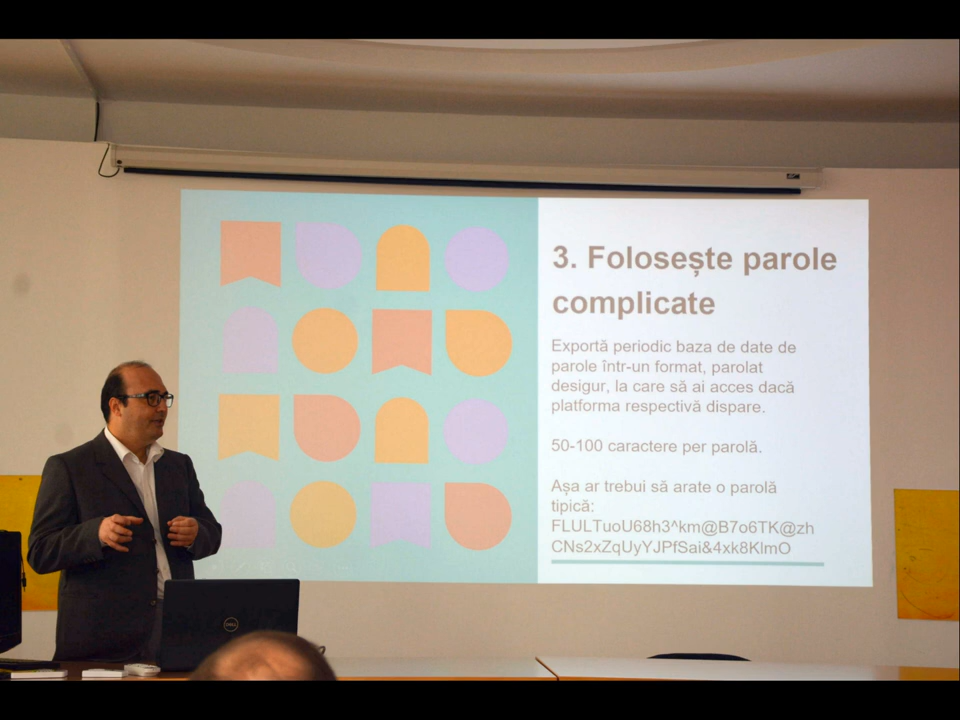 3. Folosește parole
complicate
Exportă periodic baza de date de
parole într-un format, parolat
desigur, la care să ai acces dacă
platforma respectivă dispare.
50-100 caractere per parolă.
Așa ar trebui să arate o parolă
tipică:
FLULTuoU68h3^km@B7o6TK@zh
CNs2xZqUyYJPfSai&4xk8KlmO
DELL